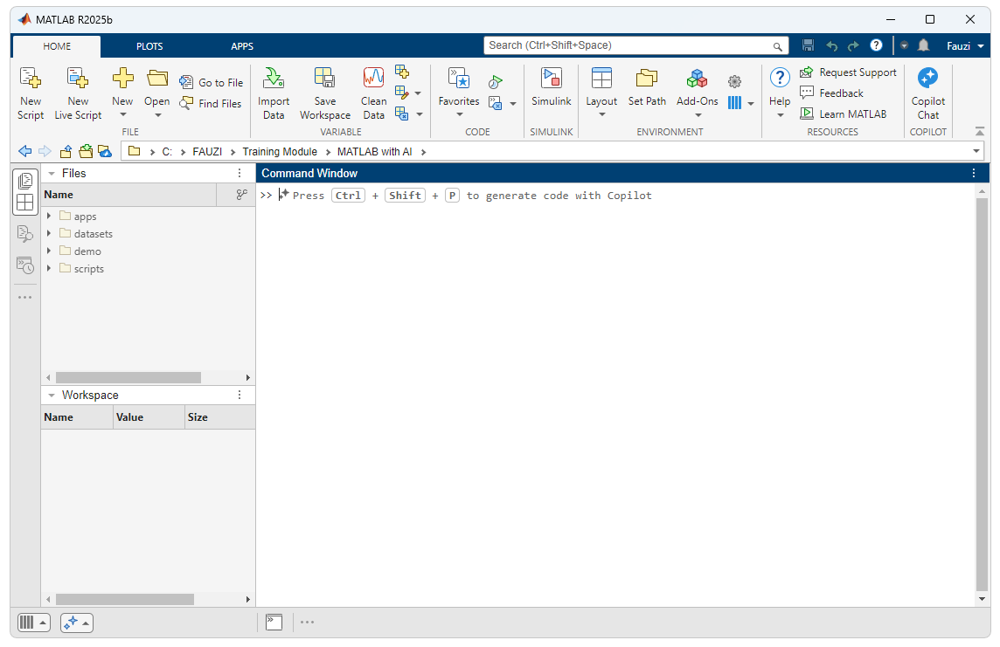 MATLAB R2025b
HOME PLOTS APPS Search (Ctrl+Shift+Space) Fauzi
New Script
New Live Script
New
Open
Go to File
Find Files
FILE
Import Data
Save Workspace
Clean Data
VARIABLE
Favorites
CODE
Simulink
SIMULINK
Layout
Set Path
Add-Ons
ENVIRONMENT
Help
Request Support
Feedback
Learn MATLAB
RESOURCES
Copilot Chat
COPILOT
C: FAUZI Training Module MATLAB with AI
Files
Name
apps
datasets
demo
scripts
Workspace
Name Value Size
Command Window
>> Press Ctrl + Shift + P to generate code with Copilot